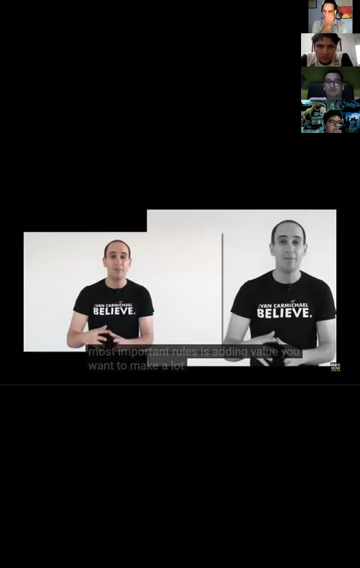 EVAN CARMICHAEL
BELIEVE.
EVAN CARMICHAEL
BELIEVE.
most important rules is adding value you
want to make a lot